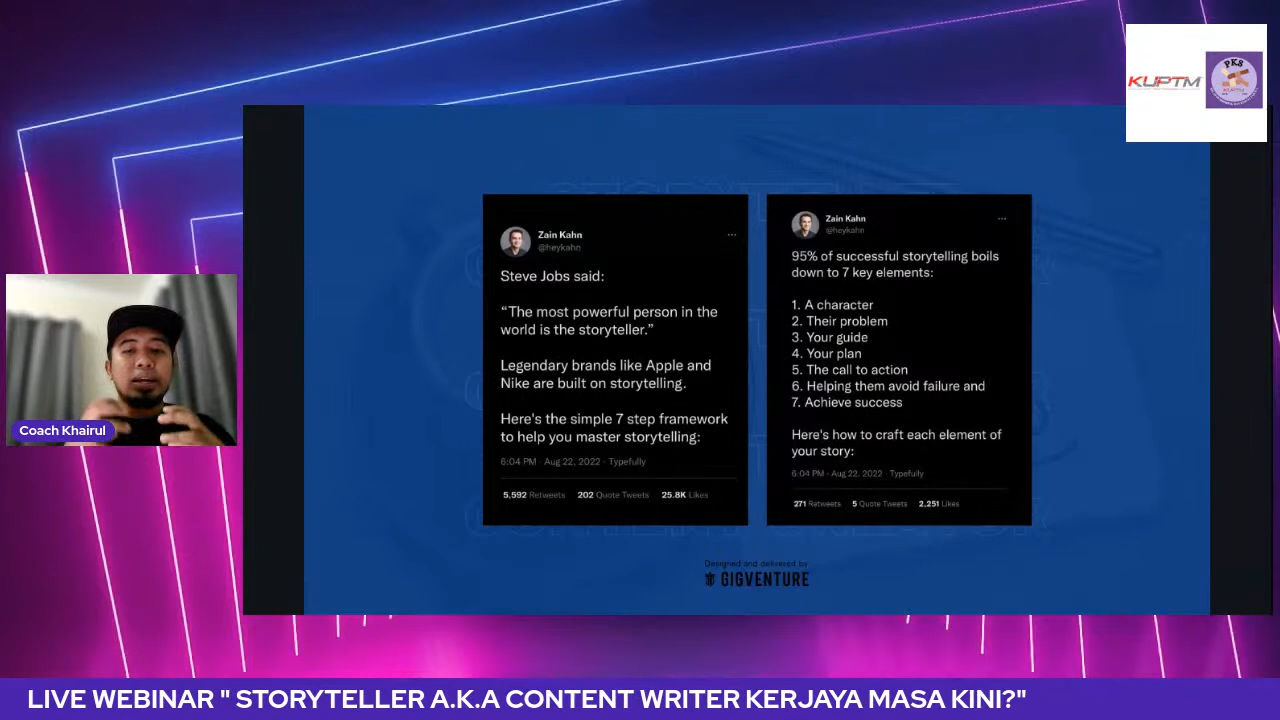 KUPTM
PKS
Zain Kahn
@heykahn
Steve Jobs said:
“The most powerful person in the
world is the storyteller.”
Legendary brands like Apple and
Nike are built on storytelling.
Here's the simple 7 step framework
to help you master storytelling:
6:04 PM · Aug 22, 2022 · Typefully
5,592 Retweets 202 Quote Tweets 25.8K Likes
Zain Kahn
@heykahn
95% of successful storytelling boils
down to 7 key elements:
1. A character
2. Their problem
3. Your guide
4. Your plan
5. The call to action
6. Helping them avoid failure and
7. Achieve success
Here's how to craft each element of
your story:
6:04 PM · Aug 22, 2022 · Typefully
271 Retweets 5 Quote Tweets 2,251 Likes
Designed and delivered by
GIGVENTURE
Coach Khairul
LIVE WEBINAR " STORYTELLER A.K.A CONTENT WRITER KERJAYA MASA KINI?"